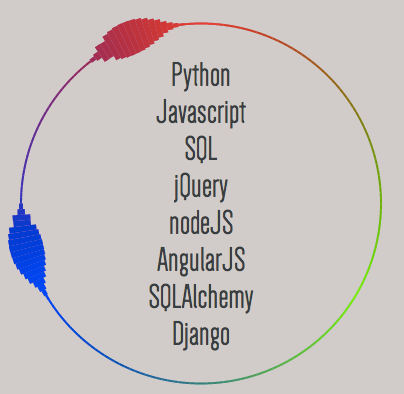 Python
Javascript
SQL
jQuery
nodeJS
AngularJS
SQLAlchemy
Django